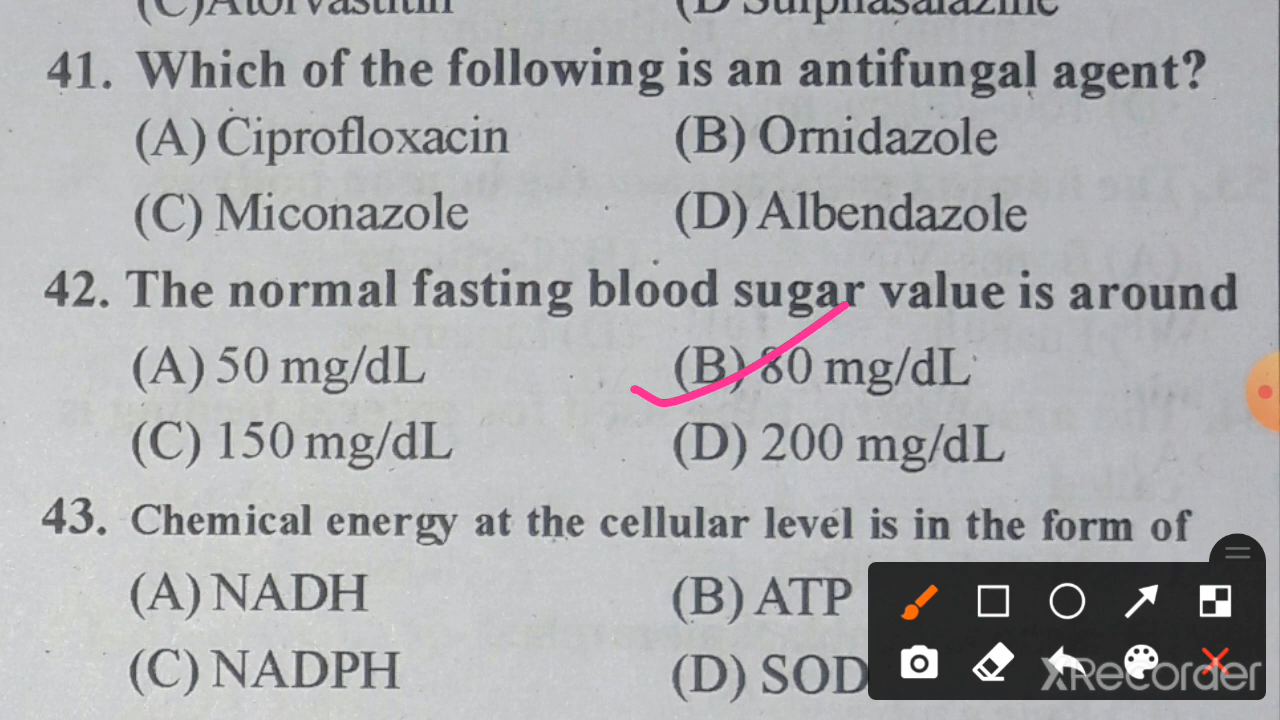 (C)Atorvastitin (D Sulphasalazine
41. Which of the following is an antifungal agent?
(A) Ciprofloxacin (B) Ornidazole
(C) Miconazole (D) Albendazole
42. The normal fasting blood sugar value is around
(A) 50 mg/dL (B) 80 mg/dL
(C) 150 mg/dL (D) 200 mg/dL
43. Chemical energy at the cellular level is in the form of
(A) NADH (B) ATP
(C) NADPH (D) SOD
XRecorder